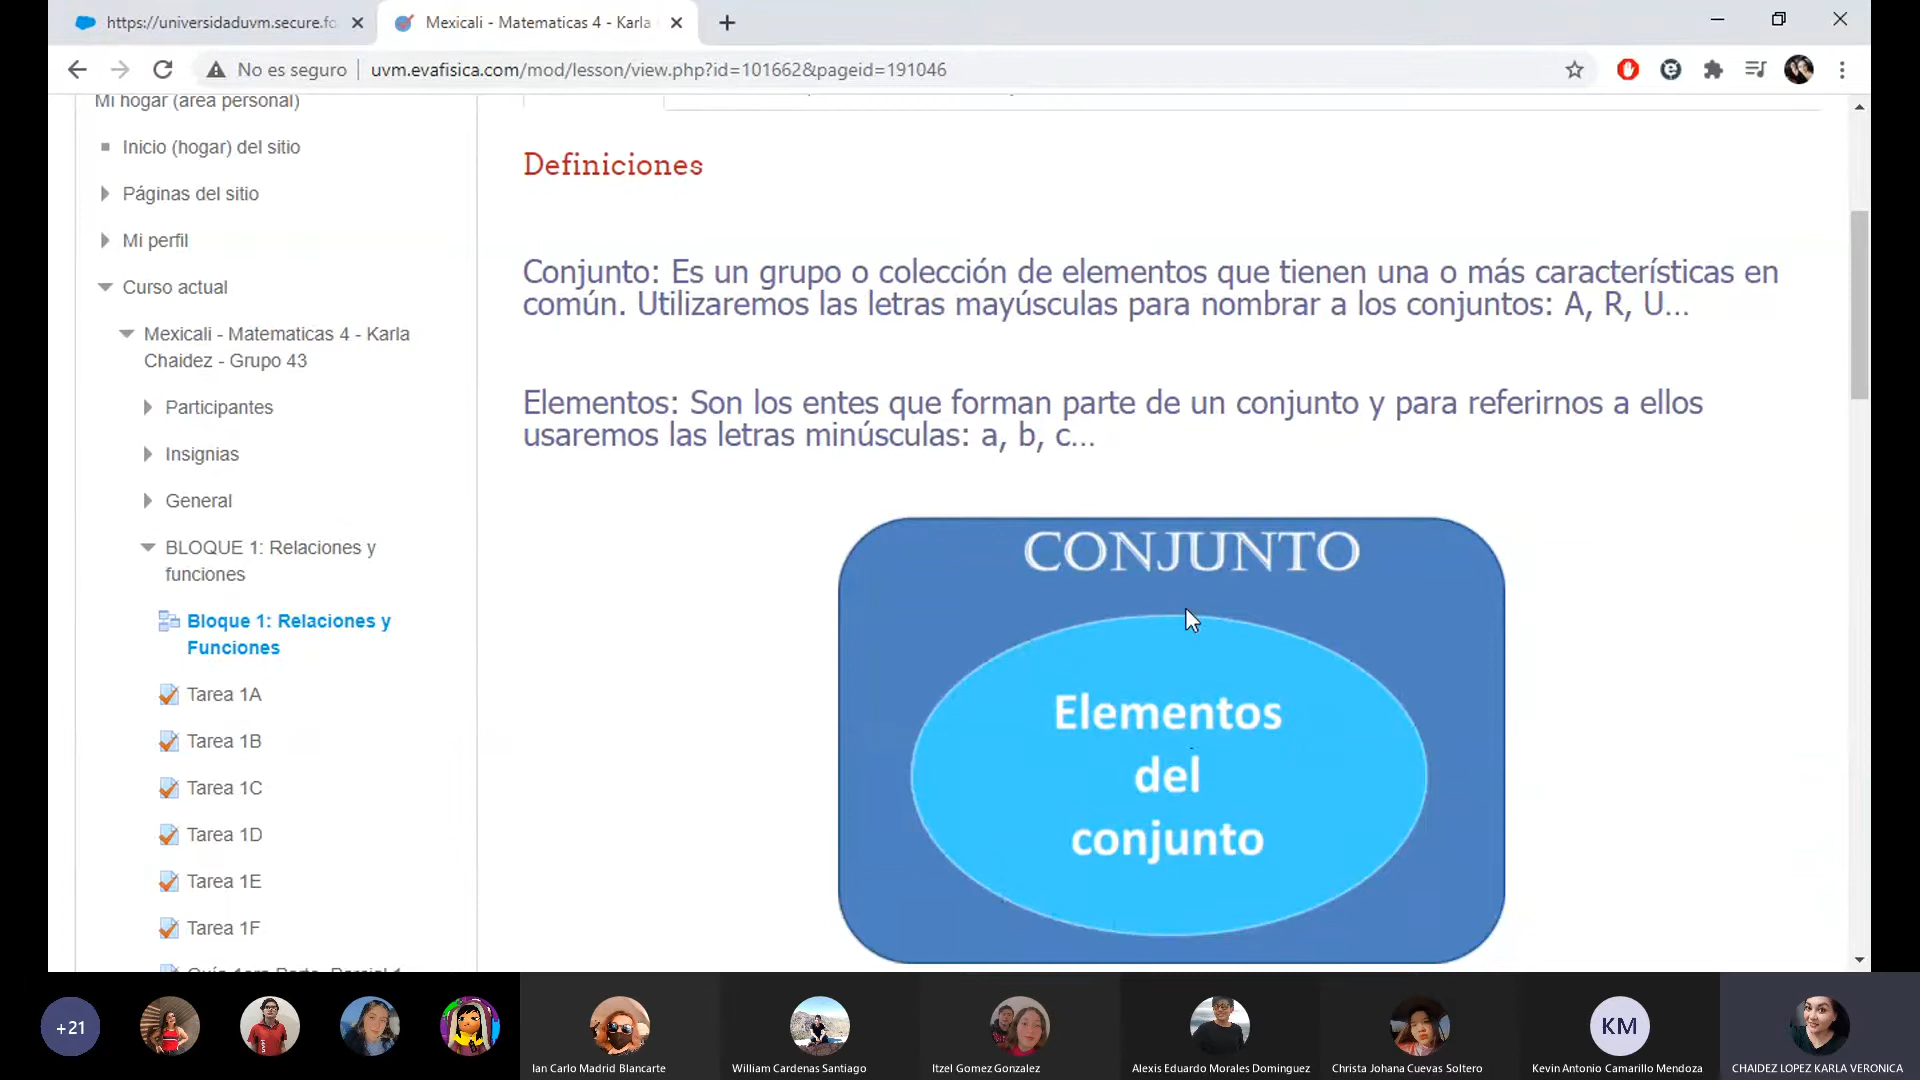 https://universidaduvm.secure.fo
Mexicali - Matematicas 4 - Karla
No es seguro
uvm.evafisica.com/mod/lesson/view.php?id=101662&pageid=191046
Mi hogar (área personal)
Inicio (hogar) del sitio
Páginas del sitio
Mi perfil
Curso actual
Mexicali - Matematicas 4 - Karla
Chaidez - Grupo 43
Participantes
Insignias
General
BLOQUE 1: Relaciones y
funciones
Bloque 1: Relaciones y
Funciones
Tarea 1A
Tarea 1B
Tarea 1C
Tarea 1D
Tarea 1E
Tarea 1F
Definiciones
Conjunto: Es un grupo o colección de elementos que tienen una o más características en
común. Utilizaremos las letras mayúsculas para nombrar a los conjuntos: A, R, U...
Elementos: Son los entes que forman parte de un conjunto y para referirnos a ellos
usaremos las letras minúsculas: a, b, c...
CONJUNTO
Elementos
del
conjunto
+21
Ian Carlo Madrid Blancarte
William Cardenas Santiago
Itzel Gomez Gonzalez
Alexis Eduardo Morales Dominguez
Christa Johana Cuevas Soltero
KM
Kevin Antonio Camarillo Mendoza
CHAIDEZ LOPEZ KARLA VERONICA